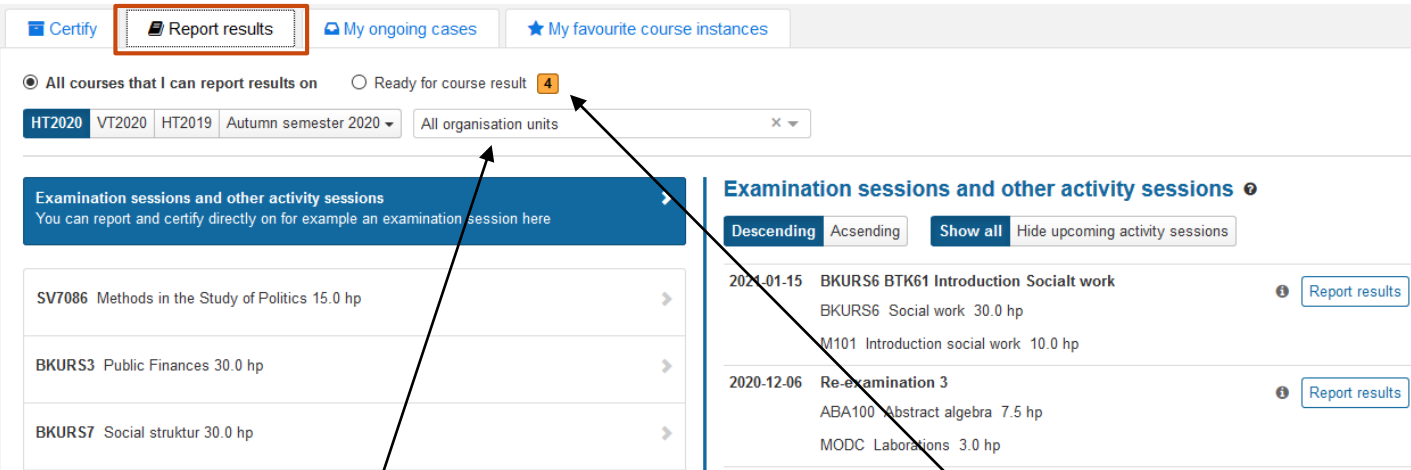 Certify Report results My ongoing cases My favourite course instances
All courses that I can report results on Ready for course result 4
HT2020 VT2020 HT2019 Autumn semester 2020 All organisation units
Examination sessions and other activity sessions
You can report and certify directly on for example an examination session here
SV7086 Methods in the Study of Politics 15.0 hp
BKURS3 Public Finances 30.0 hp
BKURS7 Social struktur 30.0 hp
Examination sessions and other activity sessions
Descending Acsending Show all Hide upcoming activity sessions
2021-01-15 BKURS6 BTK61 Introduction Socialt work Report results
BKURS6 Social work 30.0 hp
M101 Introduction social work 10.0 hp
2020-12-06 Re-examination 3 Report results
ABA100 Abstract algebra 7.5 hp
MODC Laborations 3.0 hp